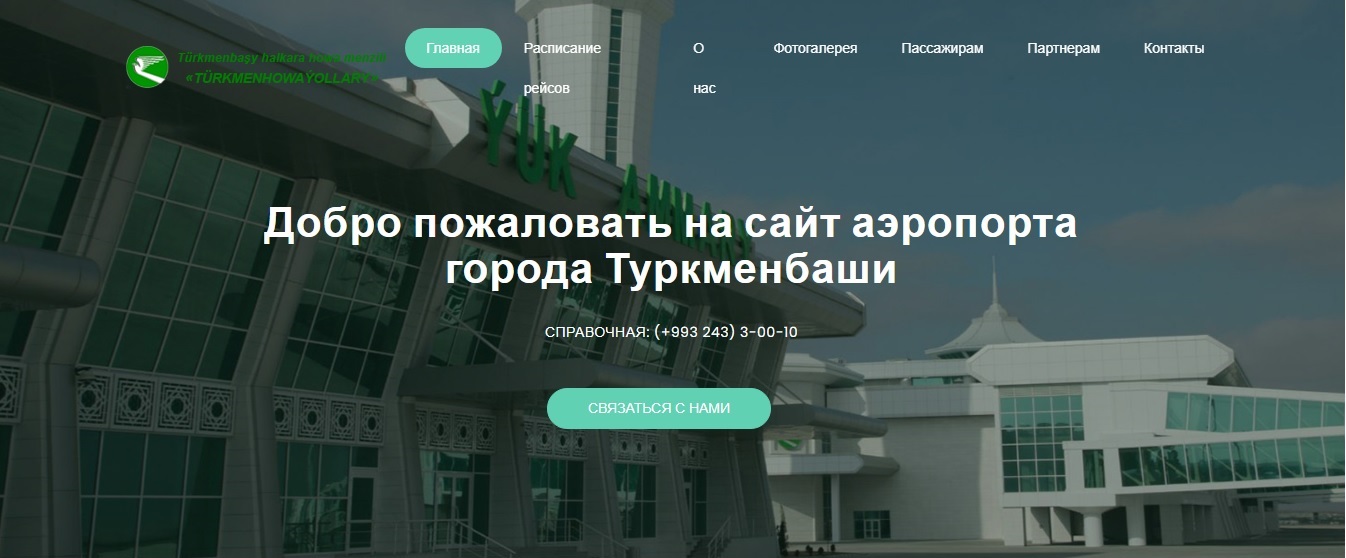 Türkmenbaşy halkara howa menzili
«TÜRKMENHOWAÝOLLARY»
Главная
Расписание
рейсов
О
нас
Фотогалерея
Пассажирам
Партнерам
Контакты
ÝÜK
Добро пожаловать на сайт аэропорта
города Туркменбаши
СПРАВОЧНАЯ: (+993 243) 3-00-10
СВЯЗАТЬСЯ С НАМИ